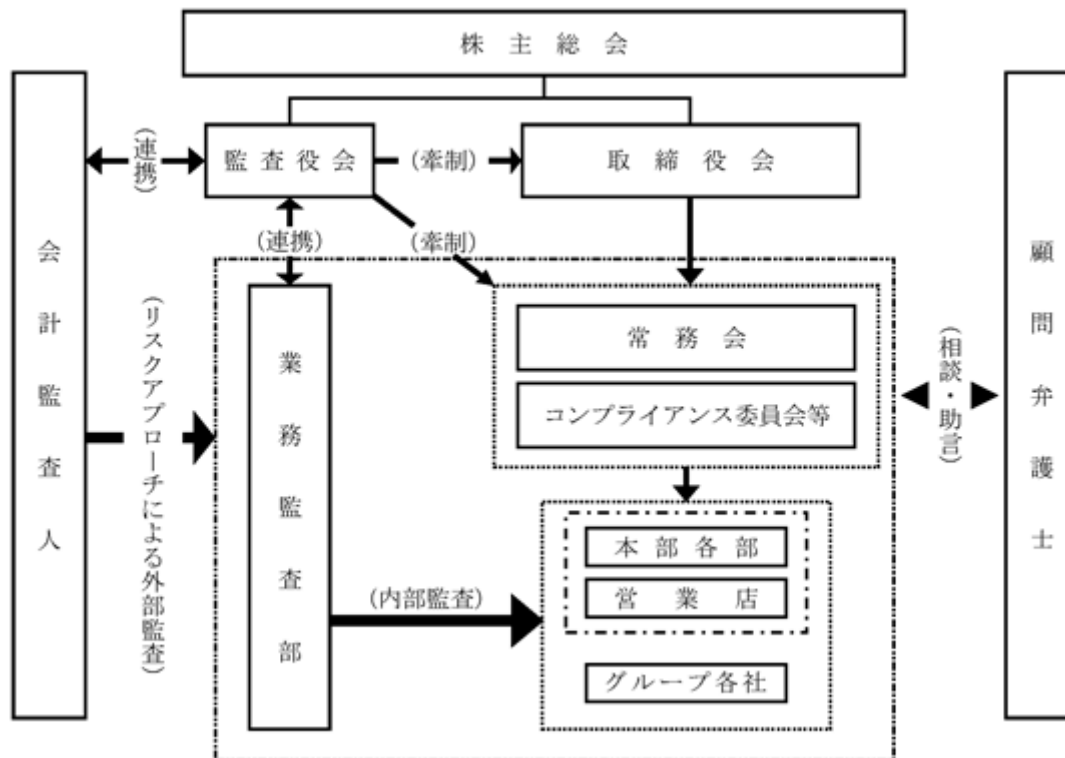 株主総会
監査役会
取締役会
(連携)
(牽制)
(連携)
(牽制)
会計監査人
(リスクアプローチによる外部監査)
業務監査部
常務会
コンプライアンス委員会等
(相談・助言)
顧問弁護士
(内部監査)
本部各部
営業店
グループ各社